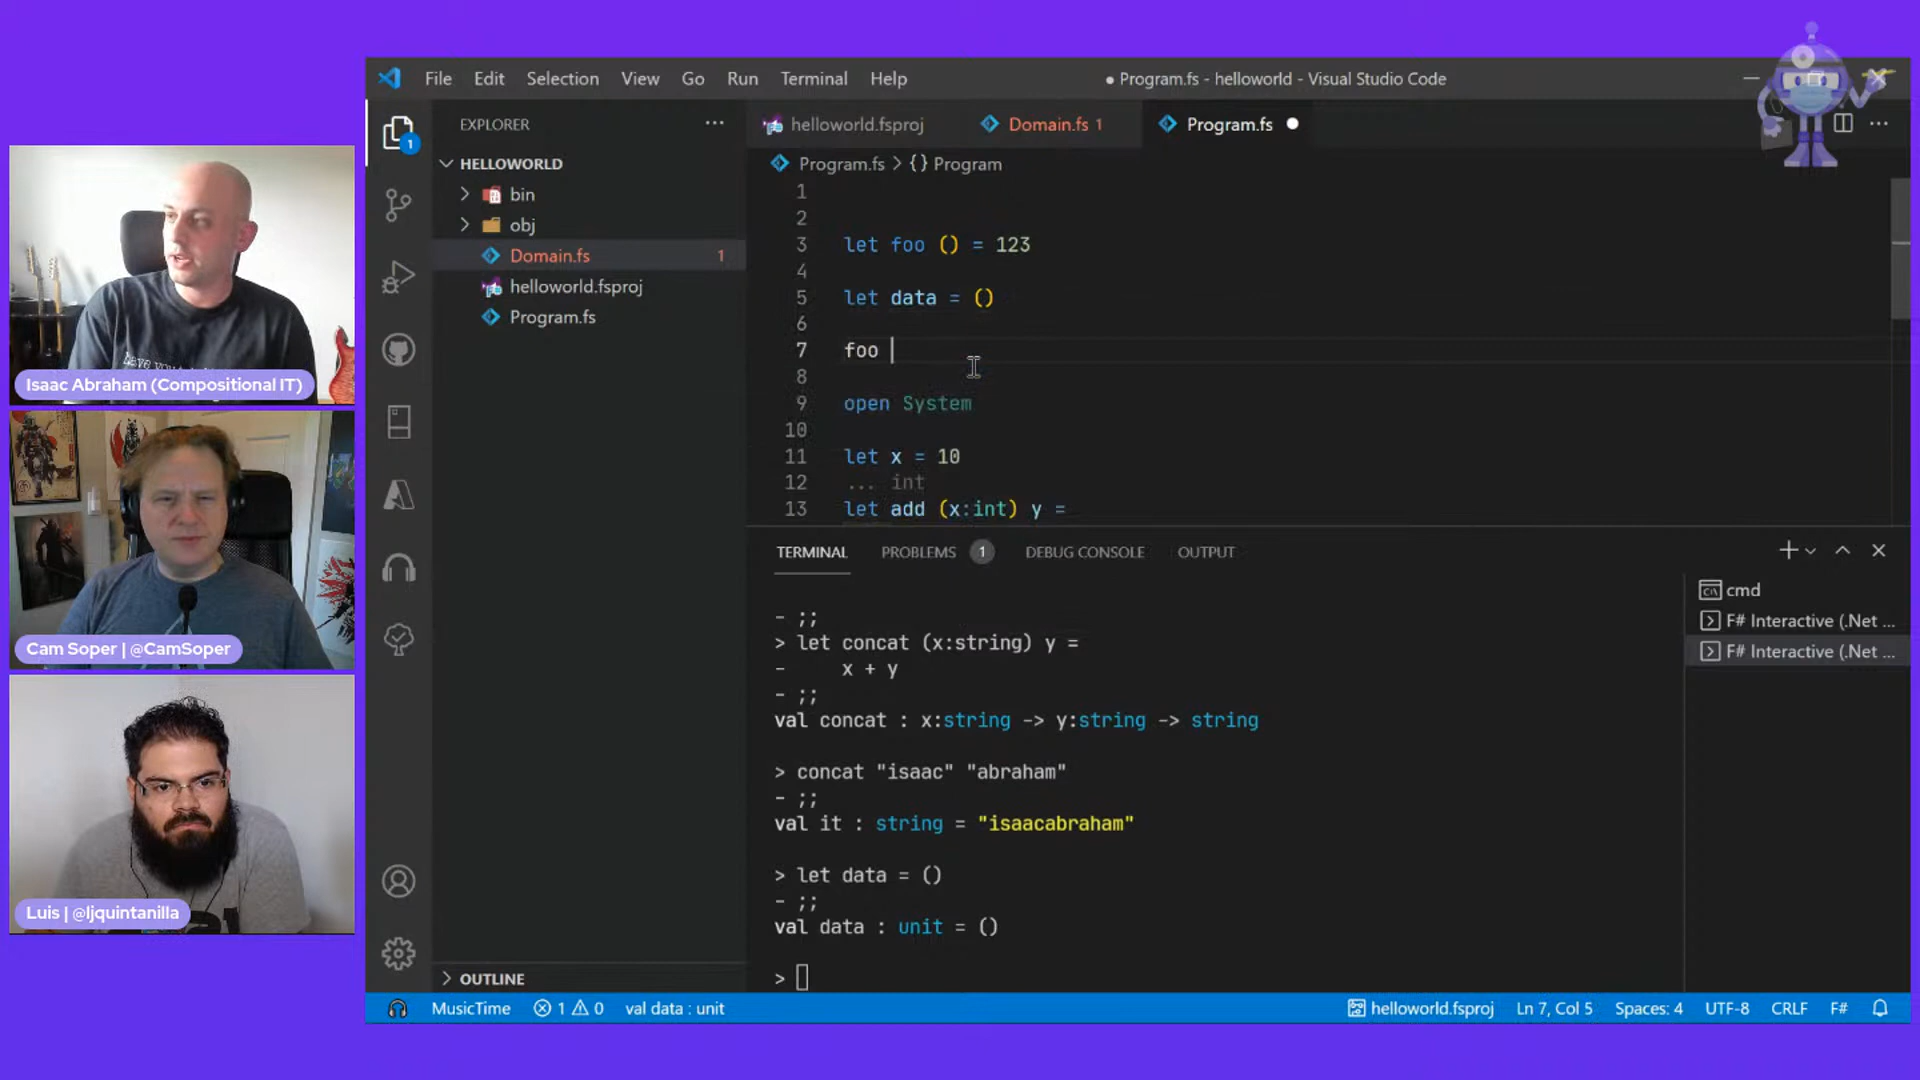 File Edit Selection View Go Run Terminal Help
● Program.fs - helloworld - Visual Studio Code
EXPLORER ...
1
HELLOWORLD
bin
obj
Domain.fs 1
helloworld.fsproj
Program.fs
OUTLINE
helloworld.fsproj Domain.fs 1 Program.fs
Program.fs > {} Program
1
2
3 let foo () = 123
4
5 let data = ()
6
7 foo
8
9 open System
10
11 let x = 10
12 ... int
13 let add (x:int) y =
TERMINAL PROBLEMS 1 DEBUG CONSOLE OUTPUT
- ;;
> let concat (x:string) y =
- x + y
- ;;
val concat : x:string -> y:string -> string
> concat "isaac" "abraham"
- ;;
val it : string = "isaacabraham"
> let data = ()
- ;;
val data : unit = ()
>
cmd
F# Interactive (.Net ...
F# Interactive (.Net ...
MusicTime 1 0 val data : unit
helloworld.fsproj Ln 7, Col 5 Spaces: 4 UTF-8 CRLF F#
Isaac Abraham (Compositional IT)
Cam Soper | @CamSoper
Luis | @ljquintanilla